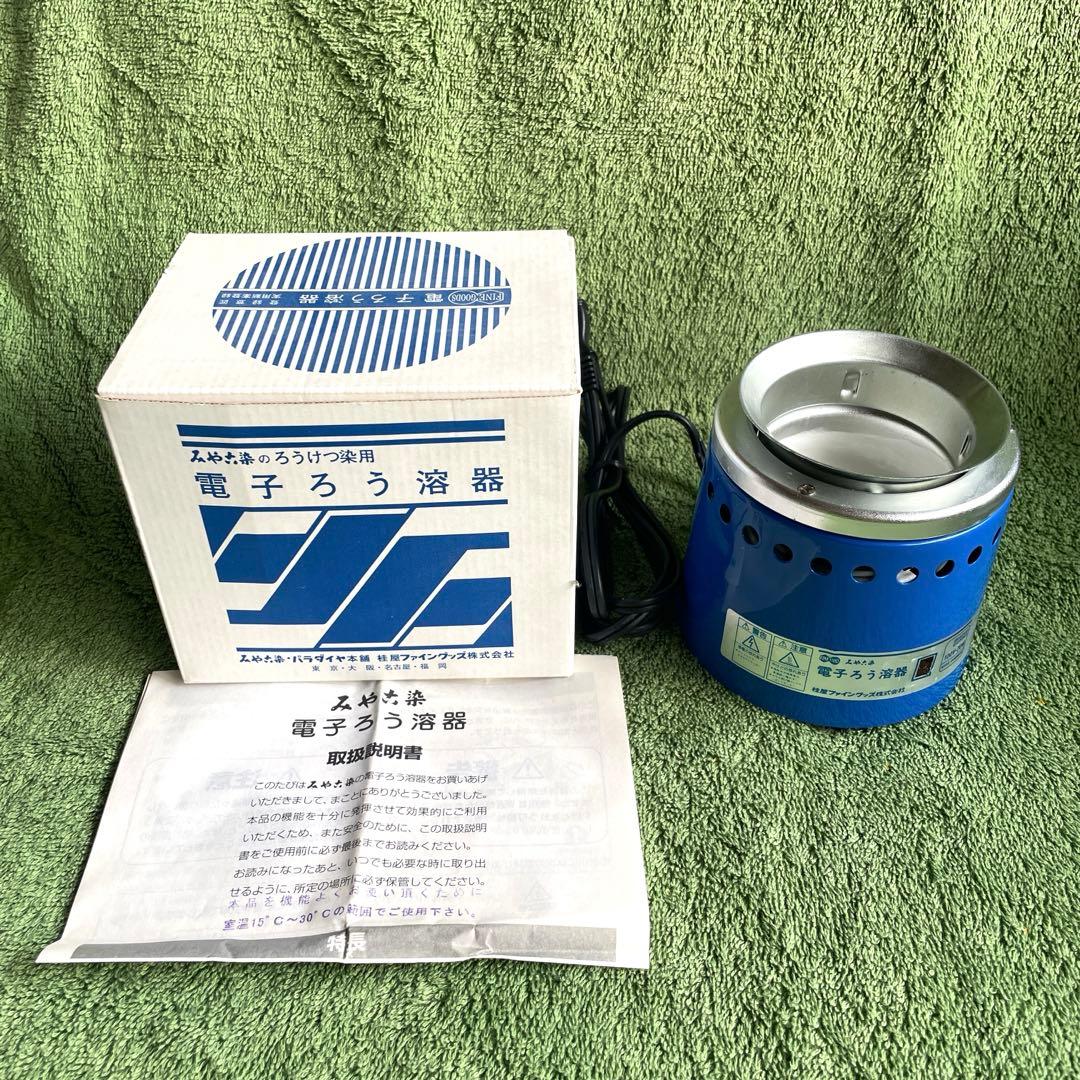 FINE GOODS 電子ろう溶器
登録意匠
実用新案登録
みやこ染のろうけつ染用
電子ろう溶器
みやこ染・パラダイヤ本舗 桂屋ファイングッズ株式会社
東京・大阪・名古屋・福岡
みやこ染
電子ろう溶器
取扱説明書
このたびはみやこ染の電子ろう溶器をお買いあげ
いただきまして、まことにありがとうございました。
本品の機能を十分に発揮させて効果的にご利用
いただくため、また安全のために、この取扱説明
書をご使用前に必ず最後までお読みください。
お読みになったあと、いつでも必要な時に取り出
せるように、所定の場所に必ず保管してください。
本品を機能よくお使い頂くために
室温15°C～30°Cの範囲でご使用下さい。
特長
警告
注意
みやこ染
電子ろう溶器
桂屋ファイングッズ株式会社